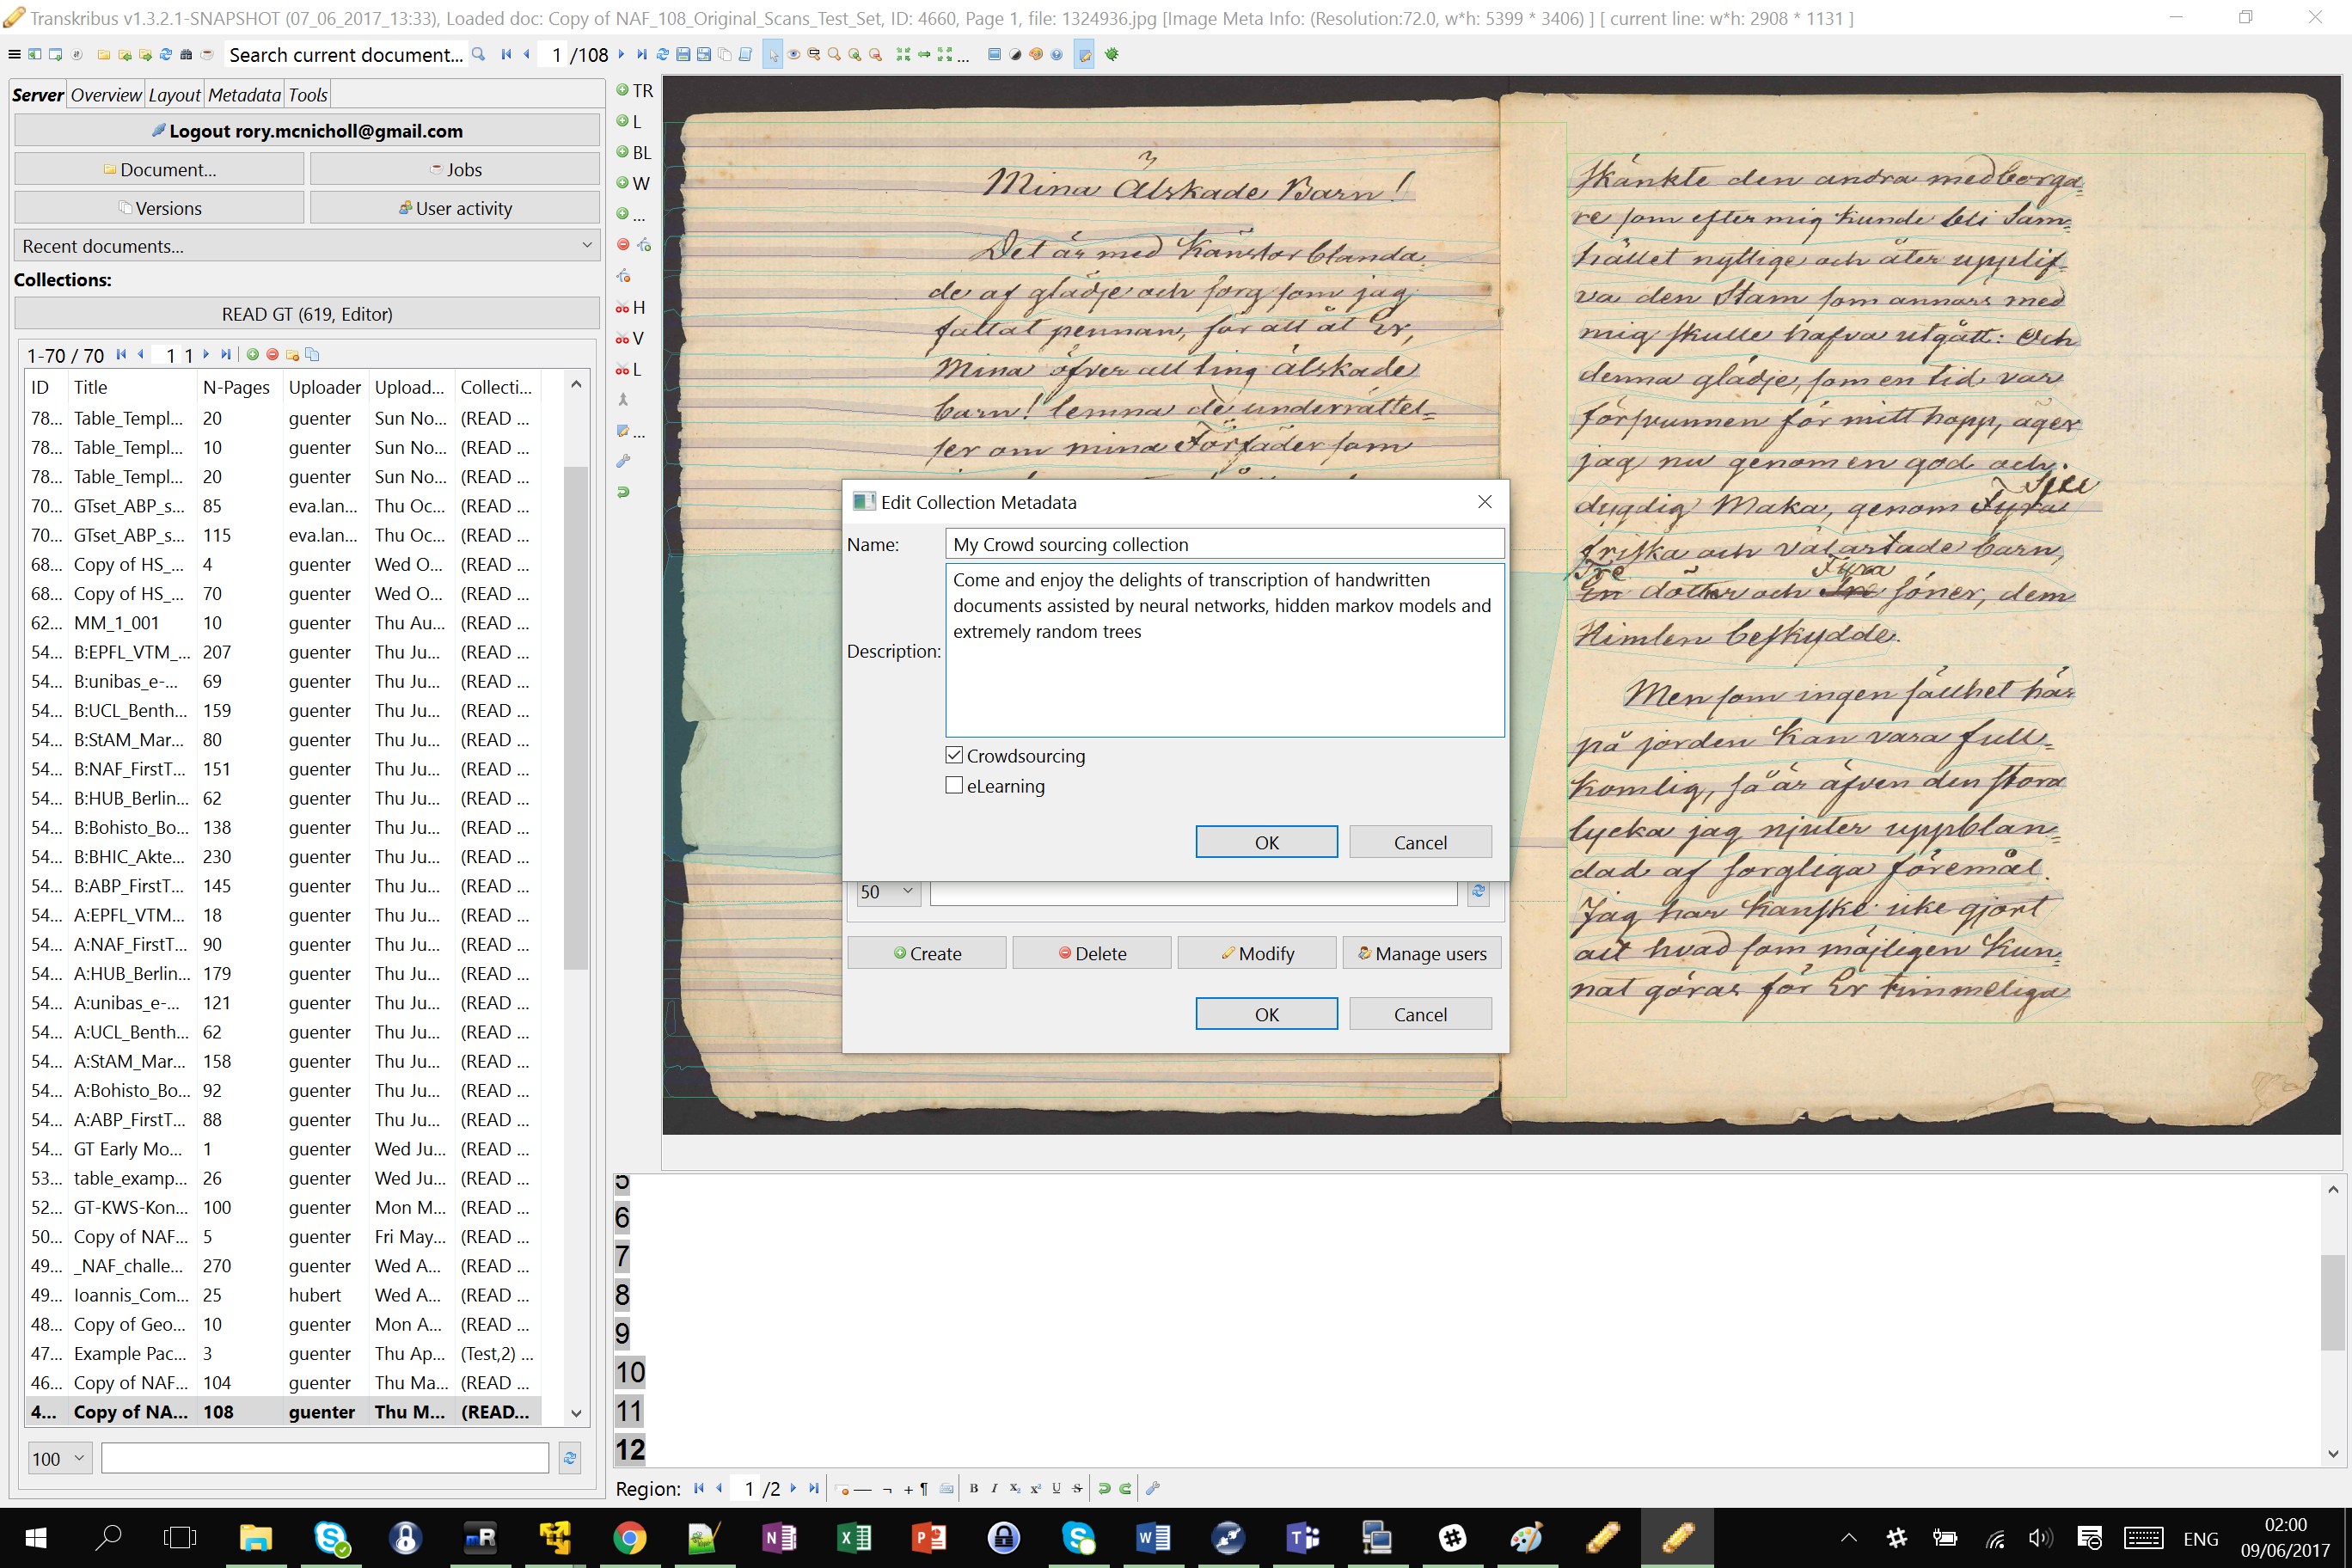 Transkribus v1.3.2.1-SNAPSHOT (07_06_2017_13:33), Loaded doc: Copy of NAF_108_Original_Scans_Test_Set, ID: 4660, Page 1, file: 1324936.jpg [Image Meta Info: (Resolution:72.0, w*h: 5399 * 3406) ] [ current line: w*h: 2908 * 1131 ]
Search current document... 1 /108 ...
Server Overview Layout Metadata Tools
Logout rory.mcnicholl@gmail.com
Document... Jobs
Versions User activity
Recent documents...
Collections:
READ GT (619, Editor)
1-70 / 70 1 1
ID Title N-Pages Uploader Upload... Collecti...
78... Table_Templ... 20 guenter Sun No... (READ ...
78... Table_Templ... 10 guenter Sun No... (READ ...
78... Table_Templ... 20 guenter Sun No... (READ ...
70... GTset_ABP_s... 85 eva.lan... Thu Oc... (READ ...
70... GTset_ABP_s... 115 eva.lan... Thu Oc... (READ ...
68... Copy of HS_... 4 guenter Wed O... (READ ...
68... Copy of HS_... 70 guenter Wed O... (READ ...
62... MM_1_001 10 guenter Thu Au... (READ ...
54... B:EPFL_VTM_... 207 guenter Thu Ju... (READ ...
54... B:unibas_e-... 69 guenter Thu Ju... (READ ...
54... B:UCL_Benth... 159 guenter Thu Ju... (READ ...
54... B:StAM_Mar... 80 guenter Thu Ju... (READ ...
54... B:NAF_FirstT... 151 guenter Thu Ju... (READ ...
54... B:HUB_Berlin... 62 guenter Thu Ju... (READ ...
54... B:Bohisto_Bo... 138 guenter Thu Ju... (READ ...
54... B:BHIC_Akte... 230 guenter Thu Ju... (READ ...
54... B:ABP_FirstT... 145 guenter Thu Ju... (READ ...
54... A:EPFL_VTM... 18 guenter Thu Ju... (READ ...
54... A:NAF_FirstT... 90 guenter Thu Ju... (READ ...
54... A:HUB_Berlin... 179 guenter Thu Ju... (READ ...
54... A:unibas_e-... 121 guenter Thu Ju... (READ ...
54... A:UCL_Benth... 62 guenter Thu Ju... (READ ...
54... A:StAM_Mar... 158 guenter Thu Ju... (READ ...
54... A:Bohisto_Bo... 92 guenter Thu Ju... (READ ...
54... A:ABP_FirstT... 88 guenter Thu Ju... (READ ...
54... GT Early Mo... 1 guenter Wed Ju... (READ ...
53... table_examp... 26 guenter Wed Ju... (READ ...
52... GT-KWS-Kon... 100 guenter Mon M... (READ ...
50... Copy of NAF... 5 guenter Fri May... (READ ...
49... _NAF_challe... 270 guenter Wed A... (READ ...
49... Ioannis_Com... 25 hubert Wed A... (READ ...
48... Copy of Geo... 10 guenter Mon A... (READ ...
47... Example Pac... 3 guenter Thu Ap... (Test,2) ...
46... Copy of NAF... 104 guenter Thu Ma... (READ ...
4... Copy of NA... 108 guenter Thu M... (READ...
100
TR
L
BL
W
...
H
V
L
...
Mina Älskade Barn!
Det är med Känslor blanda
de af glädje och sorg som jag
fattat pennan, för att åt Er,
Mina öfver all ting älskade
barn! lemna de underrättel=
ser om mina Förfäder som
skänkte den andra medborga=
re som efter mig kunde bli Sam=
hället nyttige och åter upplif=
va den Stam som annars med
mig skulle hafva utgått: Och
denna glädje, som en tid var
försvunnen för mitt hopp, äger
jag nu genom en god och
dygdig Maka, genom Fyra
friska och välartade barn,
Tre Fyra
En döttrar och Tre söner, dem
Himlen beskydde.
Men som ingen sällhet här
på jorden Kan vara full=
komlig, så är äfven den stora
lycka jag njuter uppblan=
dad af sorgliga föremål.
Jag har Kanske icke gjort
allt hvad som möjligen Kun=
nat göras för Er timmeliga
Edit Collection Metadata
Name: My Crowd sourcing collection
Description:
Come and enjoy the delights of transcription of handwritten
documents assisted by neural networks, hidden markov models and
extremely random trees
Crowdsourcing
eLearning
OK Cancel
50
Create Delete Modify Manage users
OK Cancel
5
6
7
8
9
10
11
12
Region: 1 /2 ¬ + ¶ B I X₂ X² U S
ENG
02:00
09/06/2017